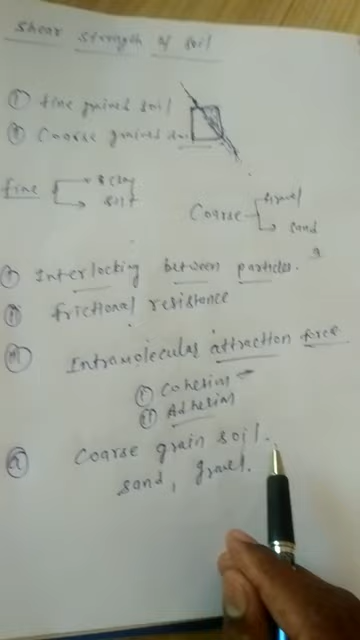 Shear strength of soil
① fine grained soil
② Coarse grained soil
fine → clay
→ silt
Coarse → gravel
→ sand
① Interlocking between particles.
② frictional resistance
③ Intramolecular attraction force
① Cohesion
② Adhesion
ⓐ Coarse grain soil.
sand, gravel.